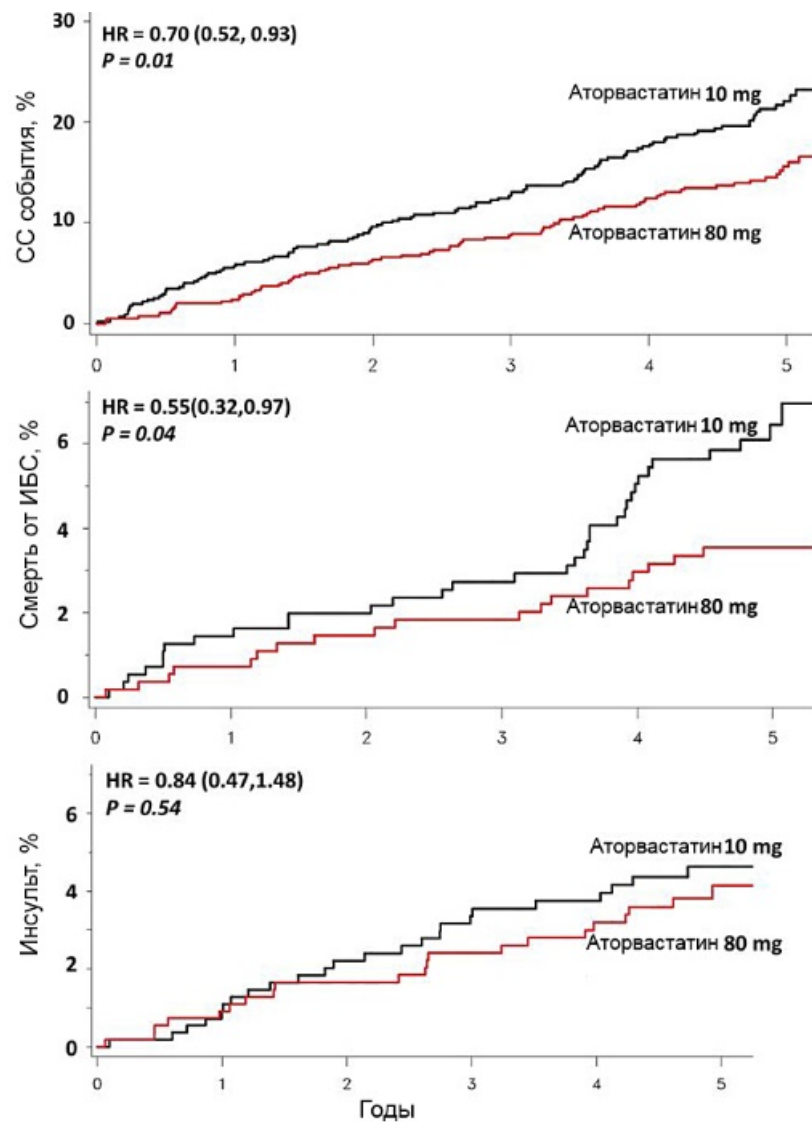 30
HR = 0.70 (0.52, 0.93)
P = 0.01
Аторвастатин 10 mg
20
СС события, %
10
Аторвастатин 80 mg
0
0 1 2 3 4 5
HR = 0.55(0.32,0.97)
P = 0.04
Аторвастатин 10 mg
6
Смерть от ИБС, %
4
2
Аторвастатин 80 mg
0
0 1 2 3 4 5
HR = 0.84 (0.47,1.48)
P = 0.54
6
Аторвастатин 10 mg
Инсульт, %
4
Аторвастатин 80 mg
2
0
0 1 2 3 4 5
Годы